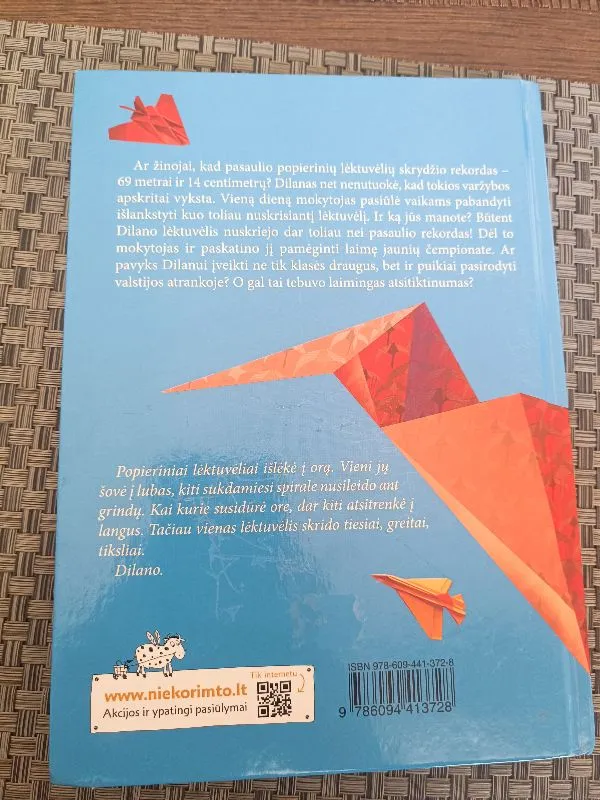 Ar žinojai, kad pasaulio popierinių lėktuvėlių skrydžio rekordas –
69 metrai ir 14 centimetrų? Dilanas net nenutuokė, kad tokios varžybos
apskritai vyksta. Vieną dieną mokytojas pasiūlė vaikams pabandyti
išlankstyti kuo toliau nuskrisiantį lėktuvėlį. Ir ką jūs manote? Būtent
Dilano lėktuvėlis nuskriejo dar toliau nei pasaulio rekordas! Dėl to
mokytojas ir paskatino jį pamėginti laimę jaunių čempionate. Ar
pavyks Dilanui įveikti ne tik klasės draugus, bet ir puikiai pasirodyti
valstijos atrankoje? O gal tai tebuvo laimingas atsitiktinumas?
Popieriniai lėktuvėliai išlėkė į orą. Vieni jų
šovė į lubas, kiti sukdamiesi spirale nusileido ant
grindų. Kai kurie susidūrė ore, dar kiti atsitrenkė į
langus. Tačiau vienas lėktuvėlis skrido tiesiai, greitai,
tiksliai.
Dilano.
Tik internetu
www.niekorimto.lt
Akcijos ir ypatingi pasiūlymai
ISBN 978-609-441-372-8
9 786094 413728